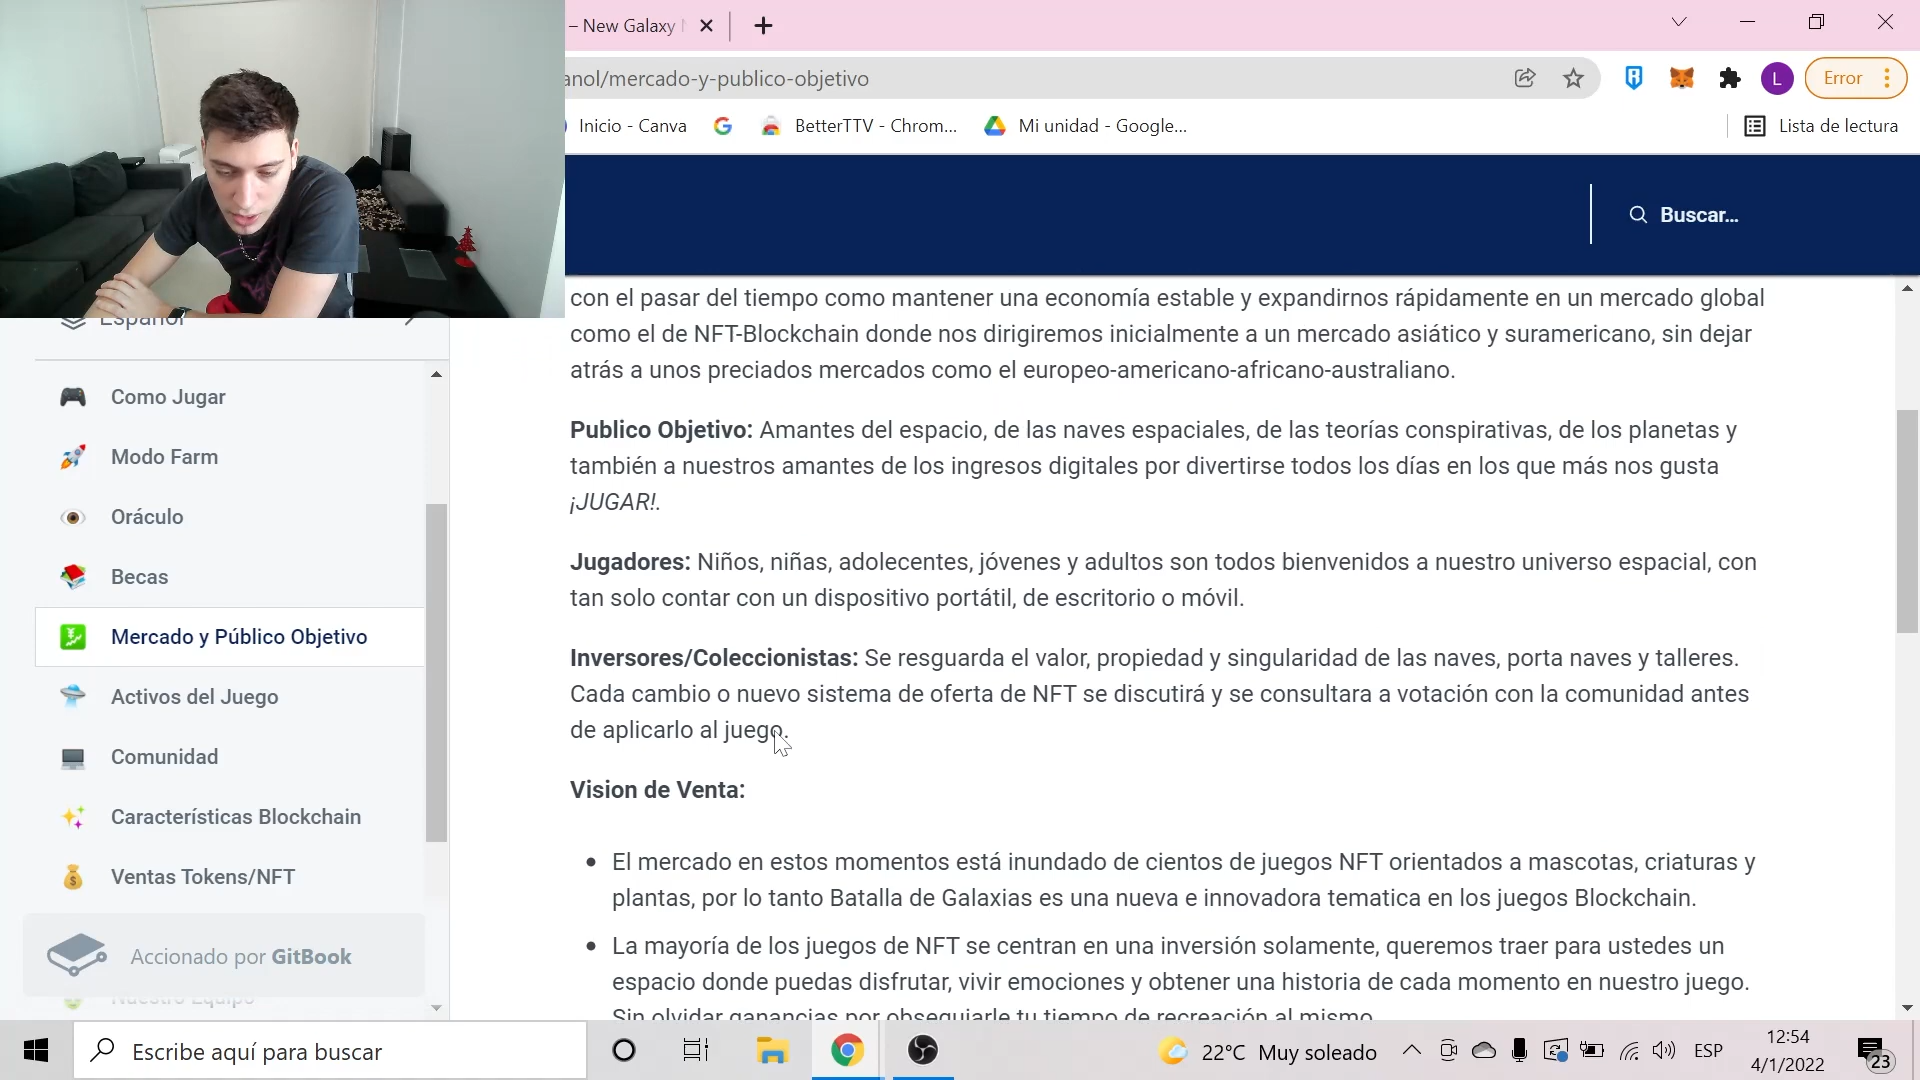 – New Galaxy
anol/mercado-y-publico-objetivo
L
Error
Inicio - Canva
BetterTTV - Chrom...
Mi unidad - Google...
Lista de lectura
Buscar...
Español
Como Jugar
Modo Farm
Oráculo
Becas
Mercado y Público Objetivo
Activos del Juego
Comunidad
Características Blockchain
Ventas Tokens/NFT
Accionado por GitBook
Nuestro Equipo
con el pasar del tiempo como mantener una economía estable y expandirnos rápidamente en un mercado global
como el de NFT-Blockchain donde nos dirigiremos inicialmente a un mercado asiático y suramericano, sin dejar
atrás a unos preciados mercados como el europeo-americano-africano-australiano.
Publico Objetivo: Amantes del espacio, de las naves espaciales, de las teorías conspirativas, de los planetas y
también a nuestros amantes de los ingresos digitales por divertirse todos los días en los que más nos gusta
¡JUGAR!.
Jugadores: Niños, niñas, adolecentes, jóvenes y adultos son todos bienvenidos a nuestro universo espacial, con
tan solo contar con un dispositivo portátil, de escritorio o móvil.
Inversores/Coleccionistas: Se resguarda el valor, propiedad y singularidad de las naves, porta naves y talleres.
Cada cambio o nuevo sistema de oferta de NFT se discutirá y se consultara a votación con la comunidad antes
de aplicarlo al juego.
Vision de Venta:
• El mercado en estos momentos está inundado de cientos de juegos NFT orientados a mascotas, criaturas y
plantas, por lo tanto Batalla de Galaxias es una nueva e innovadora tematica en los juegos Blockchain.
• La mayoría de los juegos de NFT se centran en una inversión solamente, queremos traer para ustedes un
espacio donde puedas disfrutar, vivir emociones y obtener una historia de cada momento en nuestro juego.
Sin olvidar ganancias por obsequiarle tu tiempo de recreación al mismo.
Escribe aquí para buscar
22°C Muy soleado
ESP
12:54
4/1/2022
23